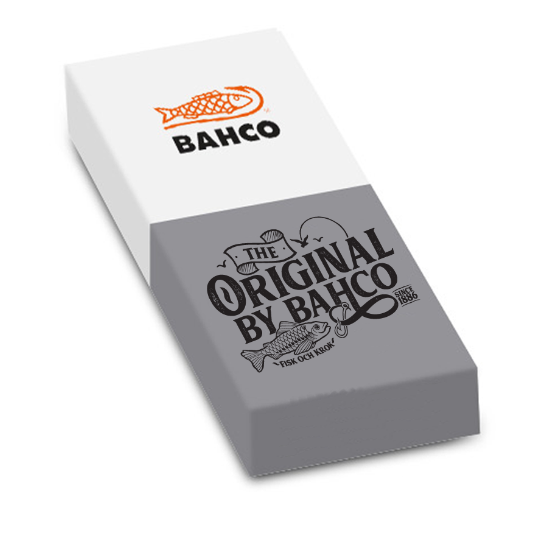 BAHCO
THE
ORIGINAL
BY BAHCO
SINCE
1886
FISK OCH KROK